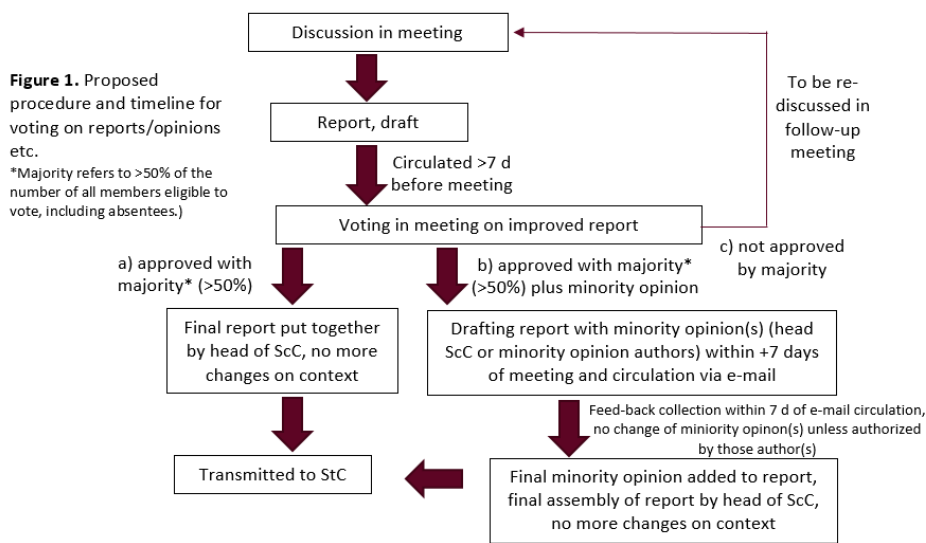 Discussion in meeting
Figure 1. Proposed
procedure and timeline for
voting on reports/opinions
etc.
*Majority refers to >50% of the
number of all members eligible to
vote, including absentees.)
To be re-
discussed in
follow-up
meeting
Report, draft
Circulated >7 d
before meeting
Voting in meeting on improved report
a) approved with
majority* (>50%)
b) approved with majority*
(>50%) plus minority opinion
c) not approved
by majority
Final report put together
by head of ScC, no more
changes on context
Drafting report with minority opinion(s) (head
ScC or minority opinion authors) within +7 days
of meeting and circulation via e-mail
Feed-back collection within 7 d of e-mail circulation,
no change of miniority opinon(s) unless authorized
by those author(s)
Transmitted to StC
Final minority opinion added to report,
final assembly of report by head of ScC,
no more changes on context